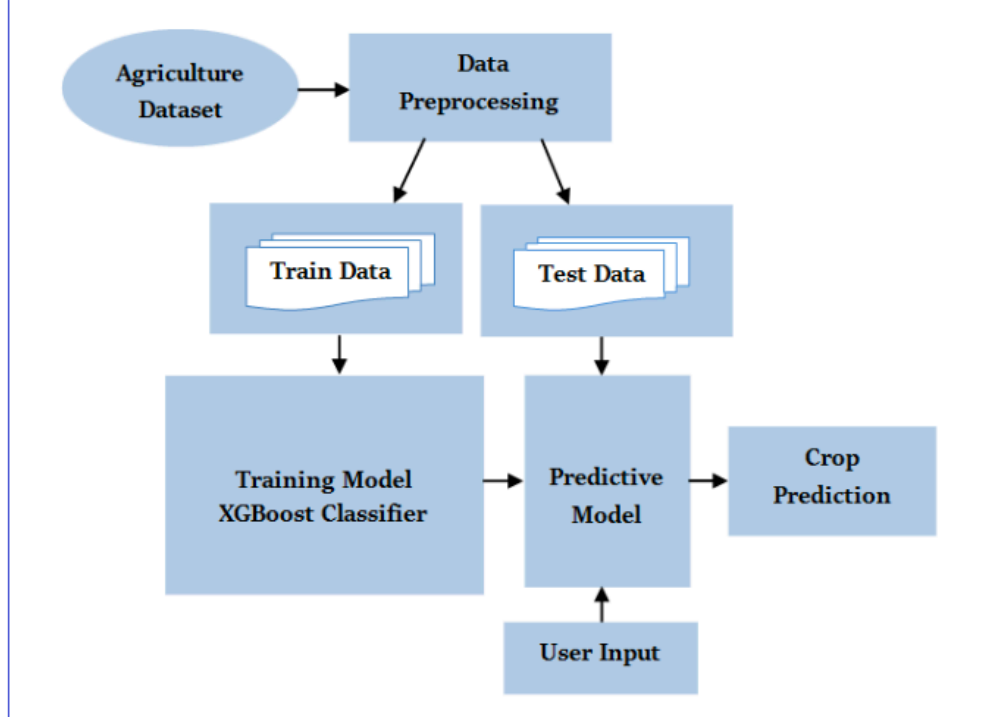 Agriculture
Dataset
Data
Preprocessing
Train Data
Test Data
Training Model
XGBoost Classifier
Predictive
Model
Crop
Prediction
User Input